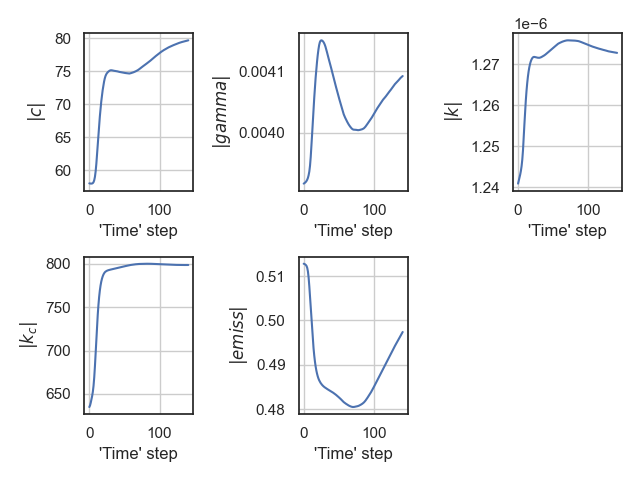 80
75
70
65
60
|c|
0
100
'Time' step
0.0041
0.0040
|gamma|
0
100
'Time' step
1e−6
1.27
1.26
1.25
1.24
|k|
0
100
'Time' step
800
750
700
650
|k_c|
0
100
'Time' step
0.51
0.50
0.49
0.48
|emiss|
0
100
'Time' step